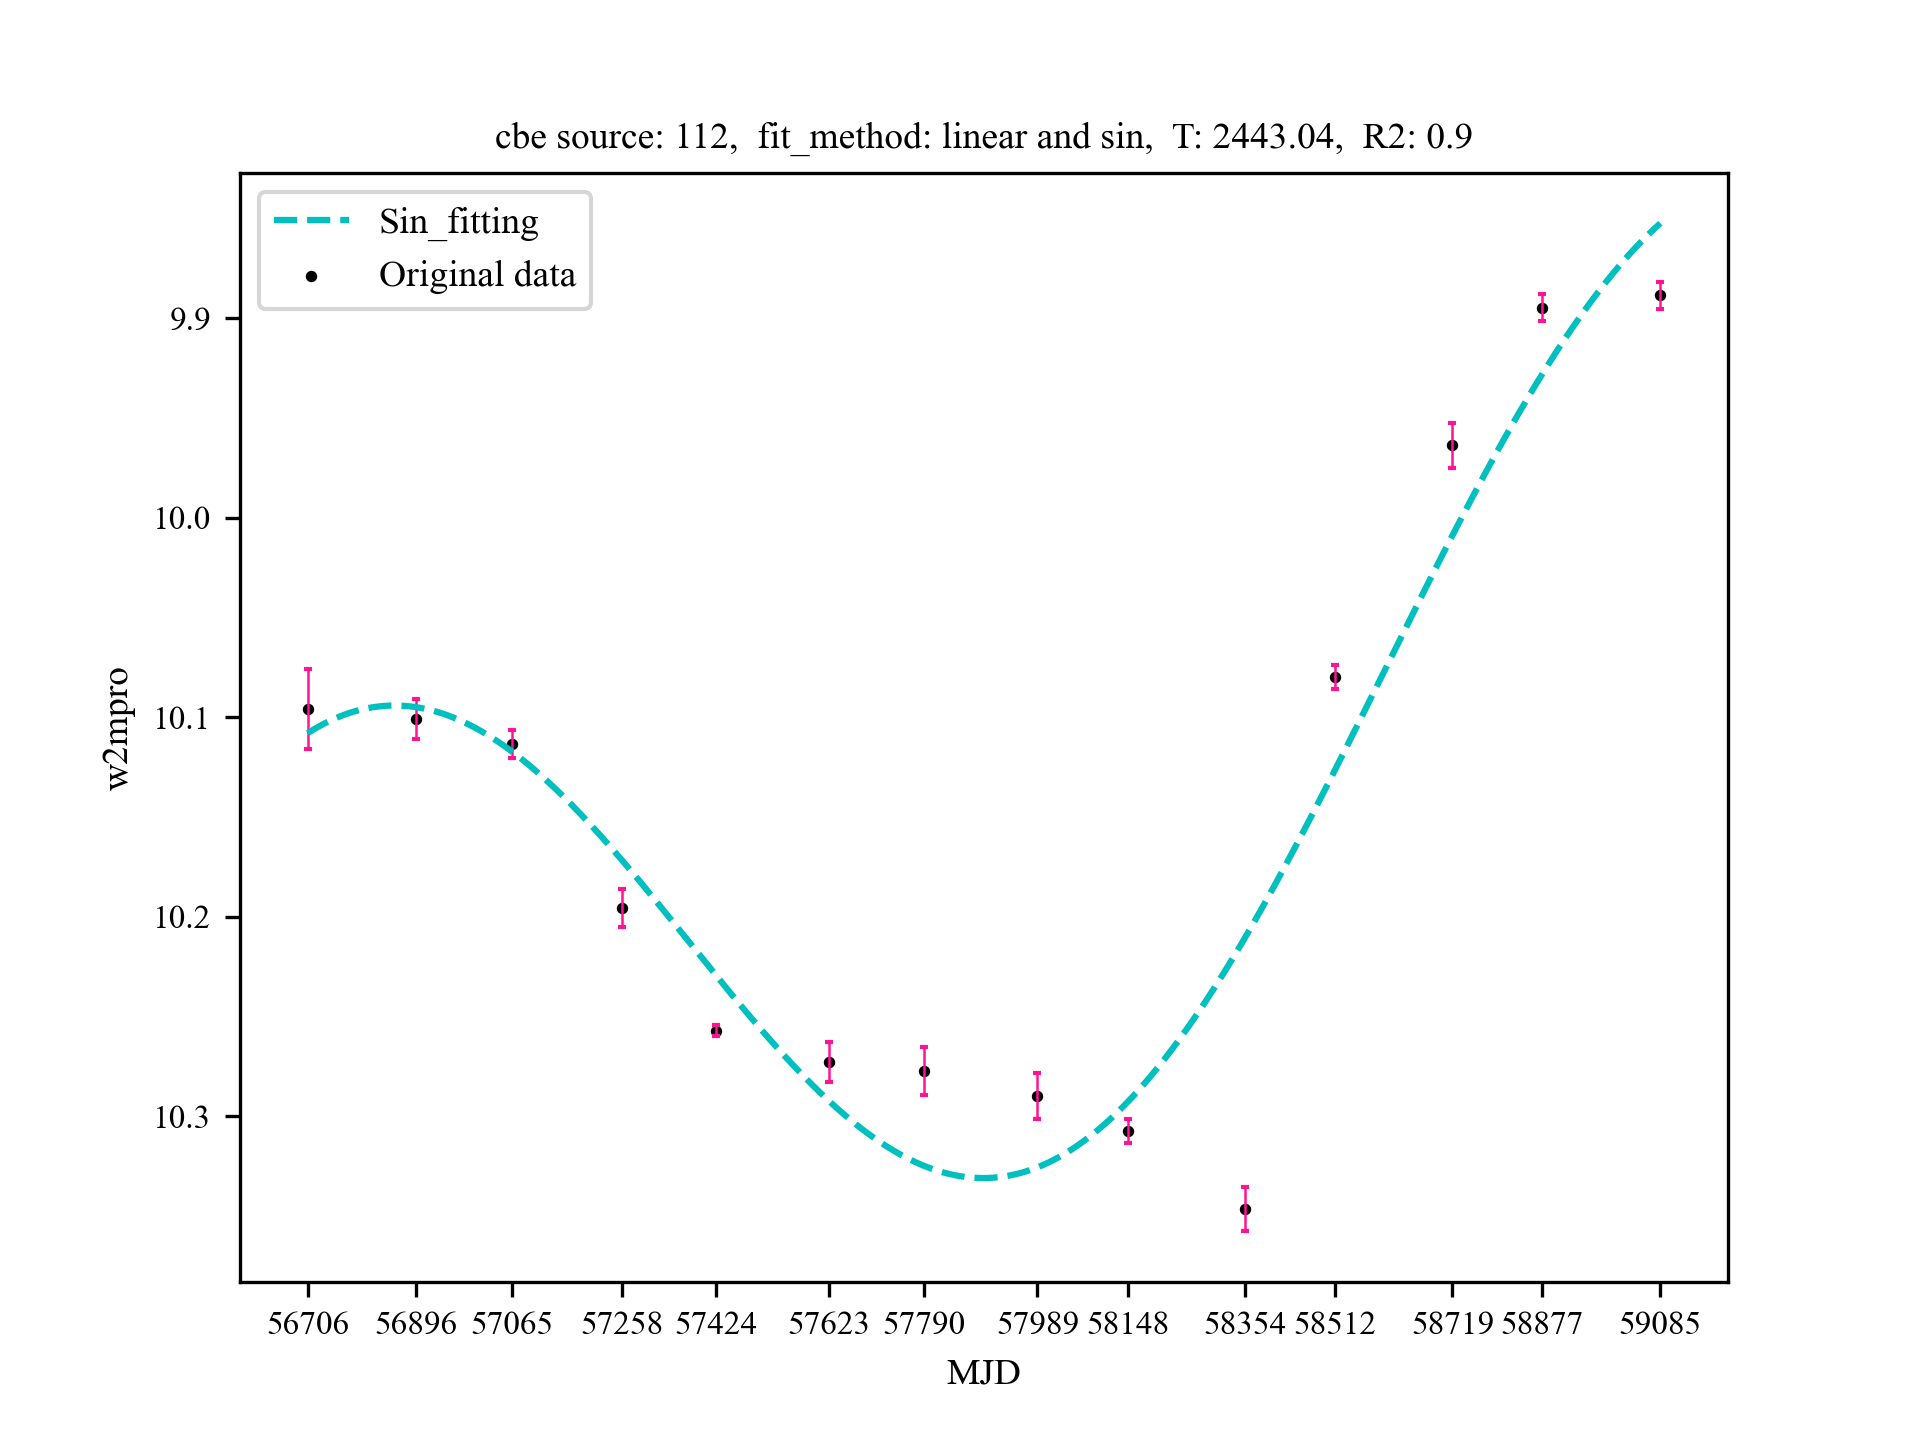 cbe source: 112,  fit_method: linear and sin,  T: 2443.04,  R2: 0.9
Sin_fitting
Original data
9.9
10.0
10.1
10.2
10.3
w2mpro
56706 56896 57065 57258 57424 57623 57790 57989 58148 58354 58512 58719 58877 59085
MJD